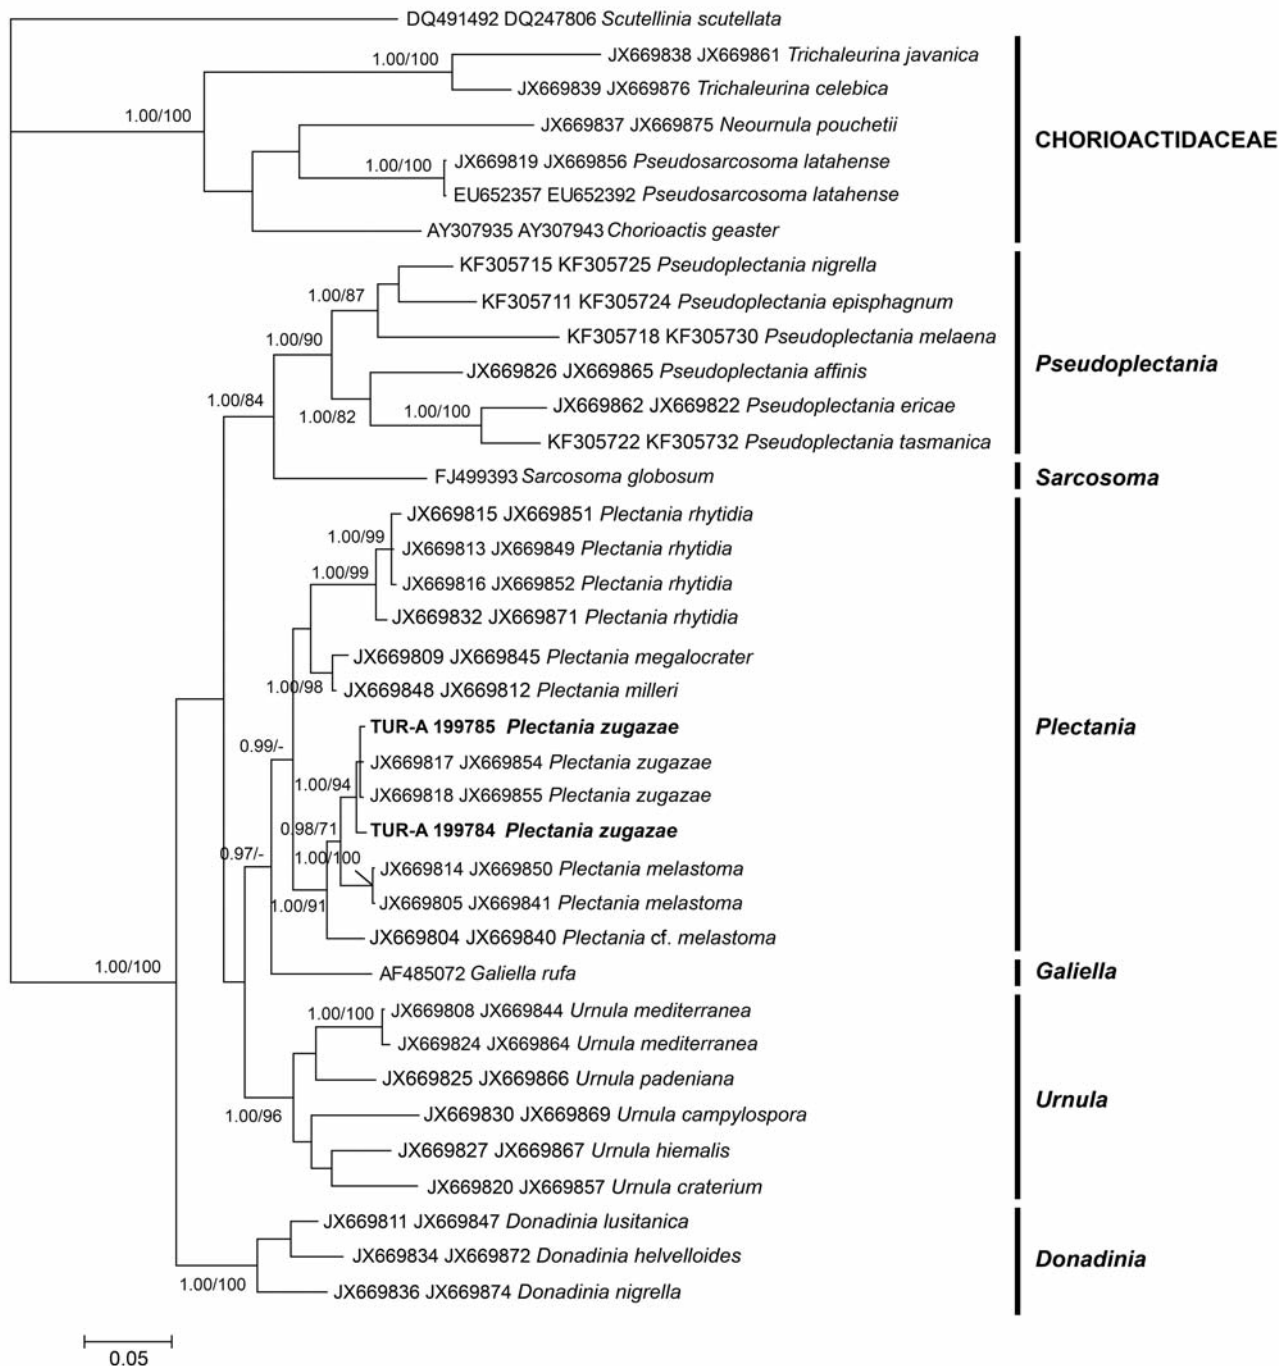 DQ491492 DQ247806 Scutellinia scutellata
1.00/100
JX669838 JX669861 Trichaleurina javanica
JX669839 JX669876 Trichaleurina celebica
1.00/100
JX669837 JX669875 Neournula pouchetii
CHORIOACTIDACEAE
1.00/100
JX669819 JX669856 Pseudosarcosoma latahense
EU652357 EU652392 Pseudosarcosoma latahense
AY307935 AY307943 Chorioactis geaster
KF305715 KF305725 Pseudoplectania nigrella
1.00/87
KF305711 KF305724 Pseudoplectania episphagnum
1.00/90
KF305718 KF305730 Pseudoplectania melaena
Pseudoplectania
JX669826 JX669865 Pseudoplectania affinis
1.00/84
1.00/82
1.00/100
JX669862 JX669822 Pseudoplectania ericae
KF305722 KF305732 Pseudoplectania tasmanica
FJ499393 Sarcosoma globosum
Sarcosoma
JX669815 JX669851 Plectania rhytidia
1.00/99
JX669813 JX669849 Plectania rhytidia
1.00/99
JX669816 JX669852 Plectania rhytidia
JX669832 JX669871 Plectania rhytidia
JX669809 JX669845 Plectania megalocrater
1.00/98
JX669848 JX669812 Plectania milleri
TUR-A 199785 Plectania zugazae
Plectania
0.99/-
JX669817 JX669854 Plectania zugazae
1.00/94
JX669818 JX669855 Plectania zugazae
0.98/71
TUR-A 199784 Plectania zugazae
0.97/-
1.00/100
JX669814 JX669850 Plectania melastoma
1.00/91
JX669805 JX669841 Plectania melastoma
JX669804 JX669840 Plectania cf. melastoma
1.00/100
AF485072 Galiella rufa
Galiella
1.00/100
JX669808 JX669844 Urnula mediterranea
JX669824 JX669864 Urnula mediterranea
JX669825 JX669866 Urnula padeniana
Urnula
1.00/96
JX669830 JX669869 Urnula campylospora
JX669827 JX669867 Urnula hiemalis
JX669820 JX669857 Urnula craterium
JX669811 JX669847 Donadinia lusitanica
JX669834 JX669872 Donadinia helvelloides
Donadinia
1.00/100
JX669836 JX669874 Donadinia nigrella
0.05